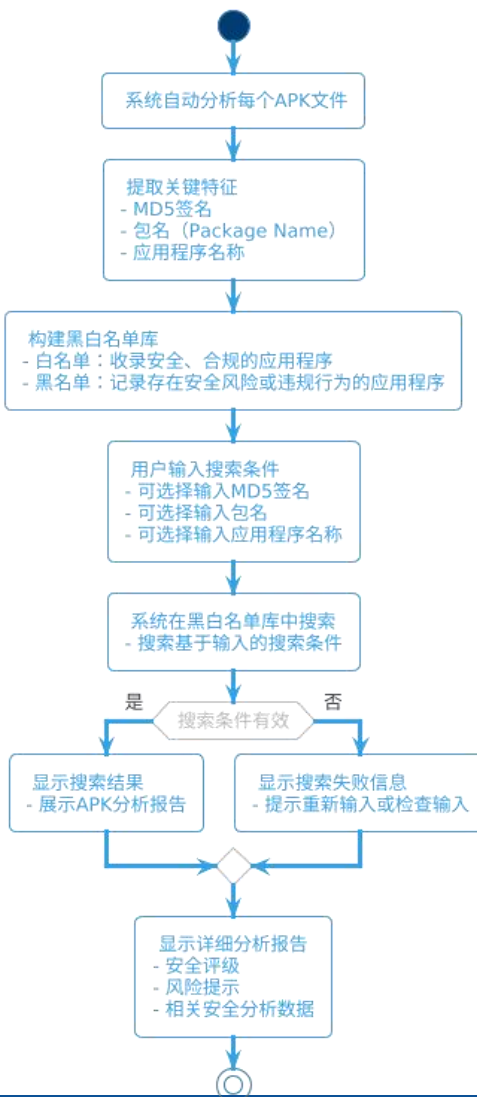 系统自动分析每个APK文件
提取关键特征
- MD5签名
- 包名（Package Name）
- 应用程序名称
构建黑白名单库
- 白名单：收录安全、合规的应用程序
- 黑名单：记录存在安全风险或违规行为的应用程序
用户输入搜索条件
- 可选择输入MD5签名
- 可选择输入包名
- 可选择输入应用程序名称
系统在黑白名单库中搜索
- 搜索基于输入的搜索条件
搜索条件有效
是
否
显示搜索结果
- 展示APK分析报告
显示搜索失败信息
- 提示重新输入或检查输入
显示详细分析报告
- 安全评级
- 风险提示
- 相关安全分析数据